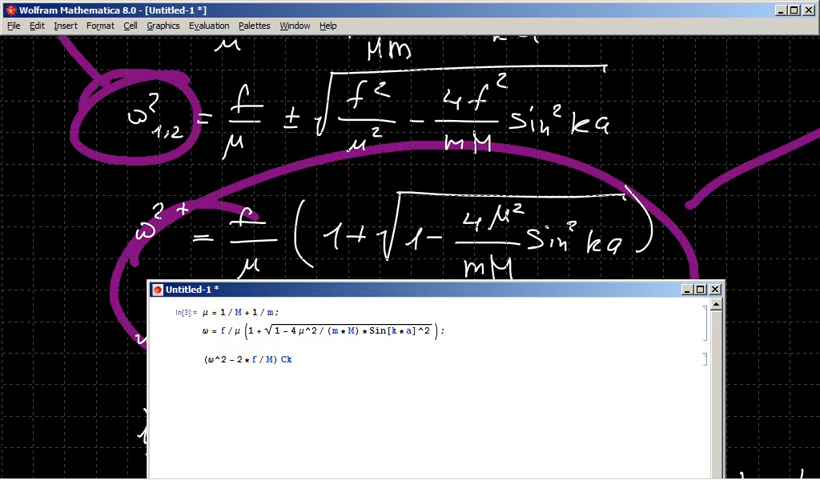 Wolfram Mathematica 8.0 - [Untitled-1 *]
File Edit Insert Format Cell Graphics Evaluation Palettes Window Help
μ μm
ω²1,2 = f/μ ± √(f²/μ² − 4f²/mM sin² ka)
ω²⁺ = f/μ (1+√(1− 4μ²/mM sin² ka))
Untitled-1 *
In[3]:= μ = 1 / M + 1 / m ;
ω = f / μ (1 + √(1 − 4 μ^2 / (m * M) * Sin[k * a] ^2)) ;
(ω^2 − 2 * f / M) Ck